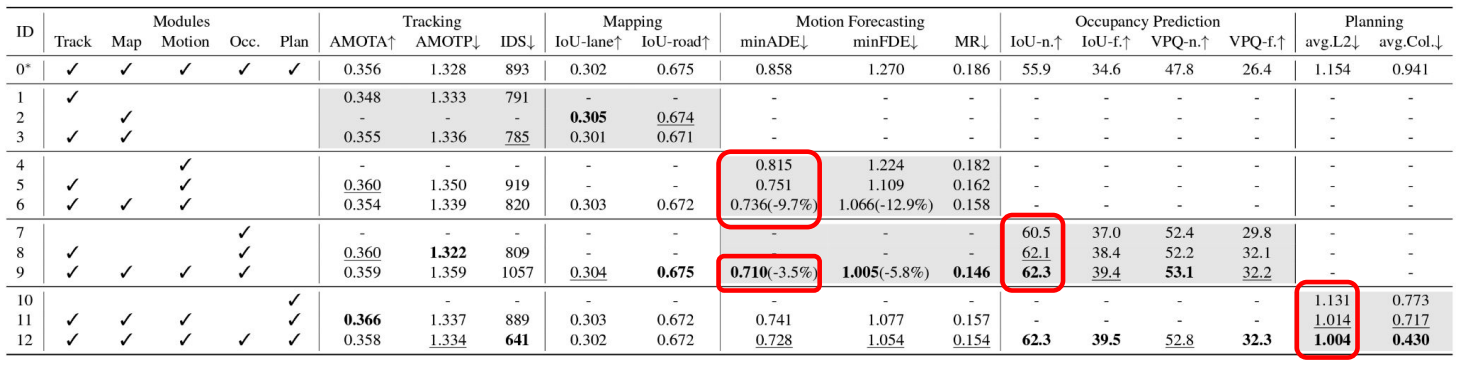 ID Modules Tracking Mapping Motion Forecasting Occupancy Prediction Planning
Track Map Motion Occ. Plan AMOTA↑ AMOTP↓ IDS↓ IoU-lane↑ IoU-road↑ minADE↓ minFDE↓ MR↓ IoU-n.↑ IoU-f.↑ VPQ-n.↑ VPQ-f.↑ avg.L2↓ avg.Col.↓
0* ✓ ✓ ✓ ✓ ✓ 0.356 1.328 893 0.302 0.675 0.858 1.270 0.186 55.9 34.6 47.8 26.4 1.154 0.941
1 ✓ 0.348 1.333 791 - - - - - - - - - - -
2 ✓ - - - 0.305 0.674 - - - - - - - - -
3 ✓ ✓ 0.355 1.336 785 0.301 0.671 - - - - - - - - -
4 ✓ - - - - - 0.815 1.224 0.182 - - - - - -
5 ✓ ✓ 0.360 1.350 919 - - 0.751 1.109 0.162 - - - - - -
6 ✓ ✓ ✓ 0.354 1.339 820 0.303 0.672 0.736(-9.7%) 1.066(-12.9%) 0.158 - - - - - -
7 ✓ - - - - - - - - 60.5 37.0 52.4 29.8 - -
8 ✓ ✓ 0.360 1.322 809 - - - - - 62.1 38.4 52.2 32.1 - -
9 ✓ ✓ ✓ ✓ 0.359 1.359 1057 0.304 0.675 0.710(-3.5%) 1.005(-5.8%) 0.146 62.3 39.4 53.1 32.2 - -
10 ✓ - - - - - - - - - - - - 1.131 0.773
11 ✓ ✓ ✓ ✓ 0.366 1.337 889 0.303 0.672 0.741 1.077 0.157 - - - - 1.014 0.717
12 ✓ ✓ ✓ ✓ ✓ 0.358 1.334 641 0.302 0.672 0.728 1.054 0.154 62.3 39.5 52.8 32.3 1.004 0.430